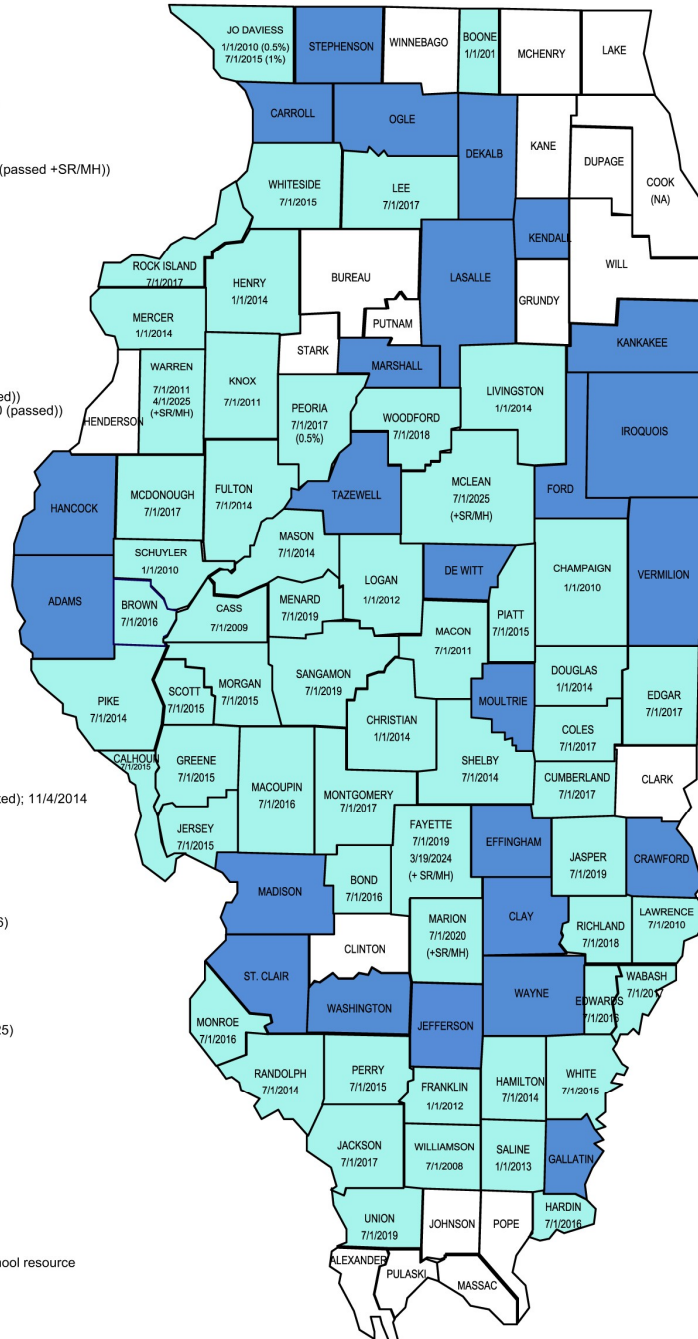 JO DAVIESS
1/1/2010 (0.5%)
7/1/2015 (1%)
STEPHENSON
WINNEBAGO
BOONE
1/1/201
MCHENRY
LAKE
CARROLL
OGLE
DEKALB
KANE
DUPAGE
COOK
(NA)
(passed +SR/MH))
WHITESIDE
7/1/2015
LEE
7/1/2017
KENDALL
WILL
ROCK ISLAND
7/1/2017
HENRY
1/1/2014
BUREAU
LASALLE
GRUNDY
MERCER
1/1/2014
PUTNAM
KANKAKEE
STARK
MARSHALL
WARREN
7/1/2011
4/1/2025
(+SR/MH)
KNOX
7/1/2011
LIVINGSTON
1/1/2014
ed))
0 (passed))
HENDERSON
PEORIA
7/1/2017
(0.5%)
WOODFORD
7/1/2018
IROQUOIS
HANCOCK
MCDONOUGH
7/1/2017
FULTON
7/1/2014
TAZEWELL
MCLEAN
7/1/2025
(+SR/MH)
FORD
MASON
7/1/2014
SCHUYLER
1/1/2010
LOGAN
1/1/2012
DE WITT
CHAMPAIGN
1/1/2010
VERMILION
ADAMS
BROWN
7/1/2016
CASS
7/1/2009
MENARD
7/1/2019
PIATT
7/1/2015
MACON
7/1/2011
PIKE
7/1/2014
SCOTT
7/1/2015
MORGAN
7/1/2015
SANGAMON
7/1/2019
DOUGLAS
1/1/2014
EDGAR
7/1/2017
MOULTRIE
CHRISTIAN
1/1/2014
COLES
7/1/2017
CALHOUN
7/1/2015
GREENE
7/1/2015
SHELBY
7/1/2014
CUMBERLAND
7/1/2017
CLARK
MACOUPIN
7/1/2016
MONTGOMERY
7/1/2017
ted); 11/4/2014
JERSEY
7/1/2015
FAYETTE
7/1/2019
3/19/2024
(+ SR/MH)
EFFINGHAM
JASPER
7/1/2019
CRAWFORD
MADISON
BOND
7/1/2016
MARION
7/1/2020
(+SR/MH)
CLAY
RICHLAND
7/1/2018
LAWRENCE
7/1/2010
6)
CLINTON
ST. CLAIR
WASHINGTON
JEFFERSON
WAYNE
EDWARDS
7/1/2016
WABASH
7/1/2017
25)
MONROE
7/1/2016
RANDOLPH
7/1/2014
PERRY
7/1/2015
FRANKLIN
1/1/2012
HAMILTON
7/1/2014
WHITE
7/1/2015
JACKSON
7/1/2017
WILLIAMSON
7/1/2008
SALINE
1/1/2013
GALLATIN
UNION
7/1/2019
JOHNSON
POPE
HARDIN
7/1/2016
hool resource
ALEXANDER
PULASKI
MASSAC